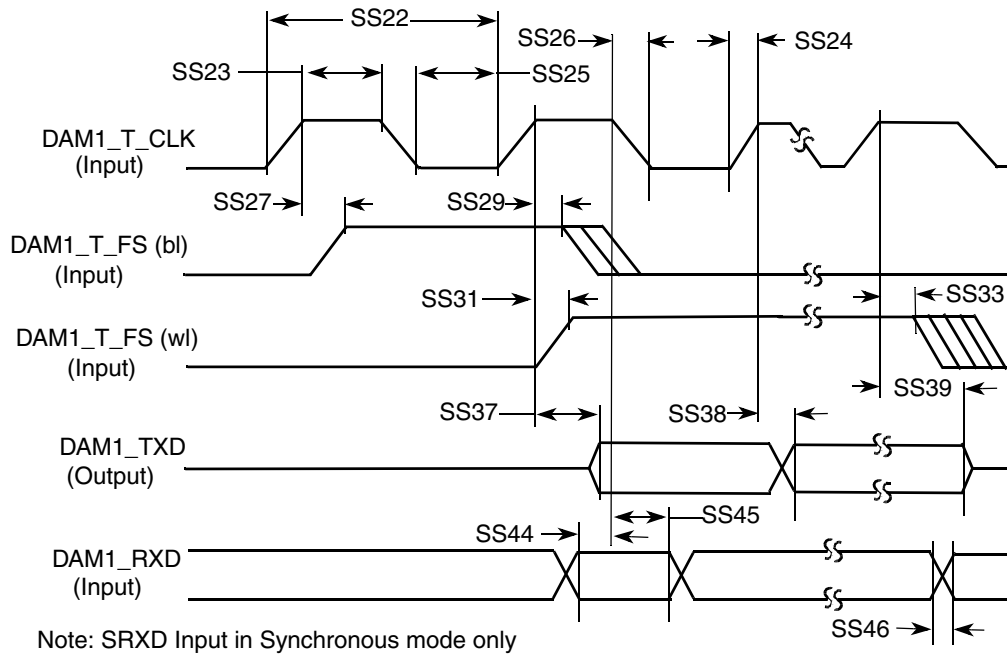 SS22
SS26
SS24
SS23
SS25
DAM1_T_CLK
(Input)
SS27
SS29
DAM1_T_FS (bl)
(Input)
SS31
SS33
DAM1_T_FS (wl)
(Input)
SS39
SS37
SS38
DAM1_TXD
(Output)
SS45
SS44
DAM1_RXD
(Input)
SS46
Note: SRXD Input in Synchronous mode only